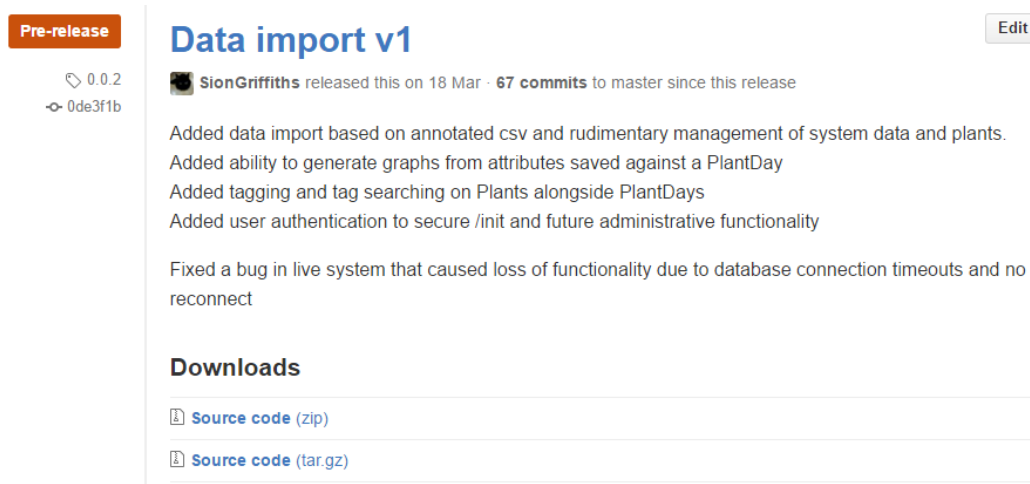 Pre-release
0.0.2
0de3f1b
Data import v1
Edit
SionGriffiths released this on 18 Mar · 67 commits to master since this release
Added data import based on annotated csv and rudimentary management of system data and plants.
Added ability to generate graphs from attributes saved against a PlantDay
Added tagging and tag searching on Plants alongside PlantDays
Added user authentication to secure /init and future administrative functionality
Fixed a bug in live system that caused loss of functionality due to database connection timeouts and no
reconnect
Downloads
Source code (zip)
Source code (tar.gz)